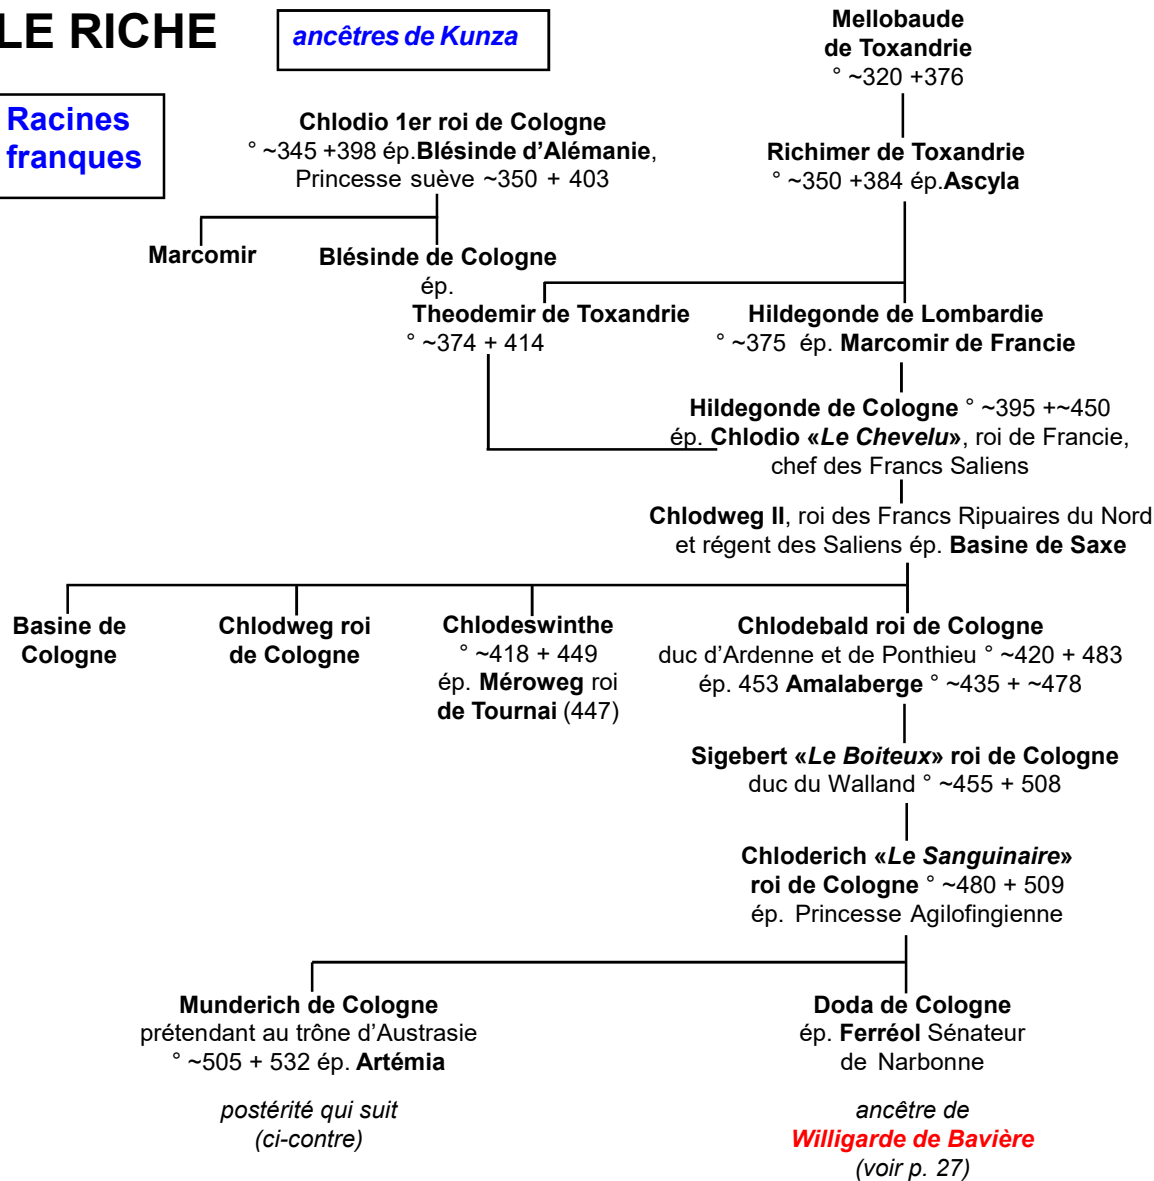 LE RICHE
ancêtres de Kunza
Racines
franques
Mellobaude
de Toxandrie
° ~320 +376
Chlodio 1er roi de Cologne
° ~345 +398 ép.Blésinde d'Alémanie,
Princesse suève ~350 + 403
Richimer de Toxandrie
° ~350 +384 ép.Ascyla
Marcomir
Blésinde de Cologne
ép.
Theodemir de Toxandrie
° ~374 + 414
Hildegonde de Lombardie
° ~375 ép. Marcomir de Francie
Hildegonde de Cologne ° ~395 +~450
ép. Chlodio «Le Chevelu», roi de Francie,
chef des Francs Saliens
Chlodweg II, roi des Francs Ripuaires du Nord
et régent des Saliens ép. Basine de Saxe
Basine de
Cologne
Chlodweg roi
de Cologne
Chlodeswinthe
° ~418 + 449
ép. Méroweg roi
de Tournai (447)
Chlodebald roi de Cologne
duc d'Ardenne et de Ponthieu ° ~420 + 483
ép. 453 Amalaberge ° ~435 + ~478
Sigebert «Le Boiteux» roi de Cologne
duc du Walland ° ~455 + 508
Chloderich «Le Sanguinaire»
roi de Cologne ° ~480 + 509
ép. Princesse Agilofingienne
Munderich de Cologne
prétendant au trône d'Austrasie
° ~505 + 532 ép. Artémia
postérité qui suit
(ci-contre)
Doda de Cologne
ép. Ferréol Sénateur
de Narbonne
ancêtre de
Willigarde de Bavière
(voir p. 27)